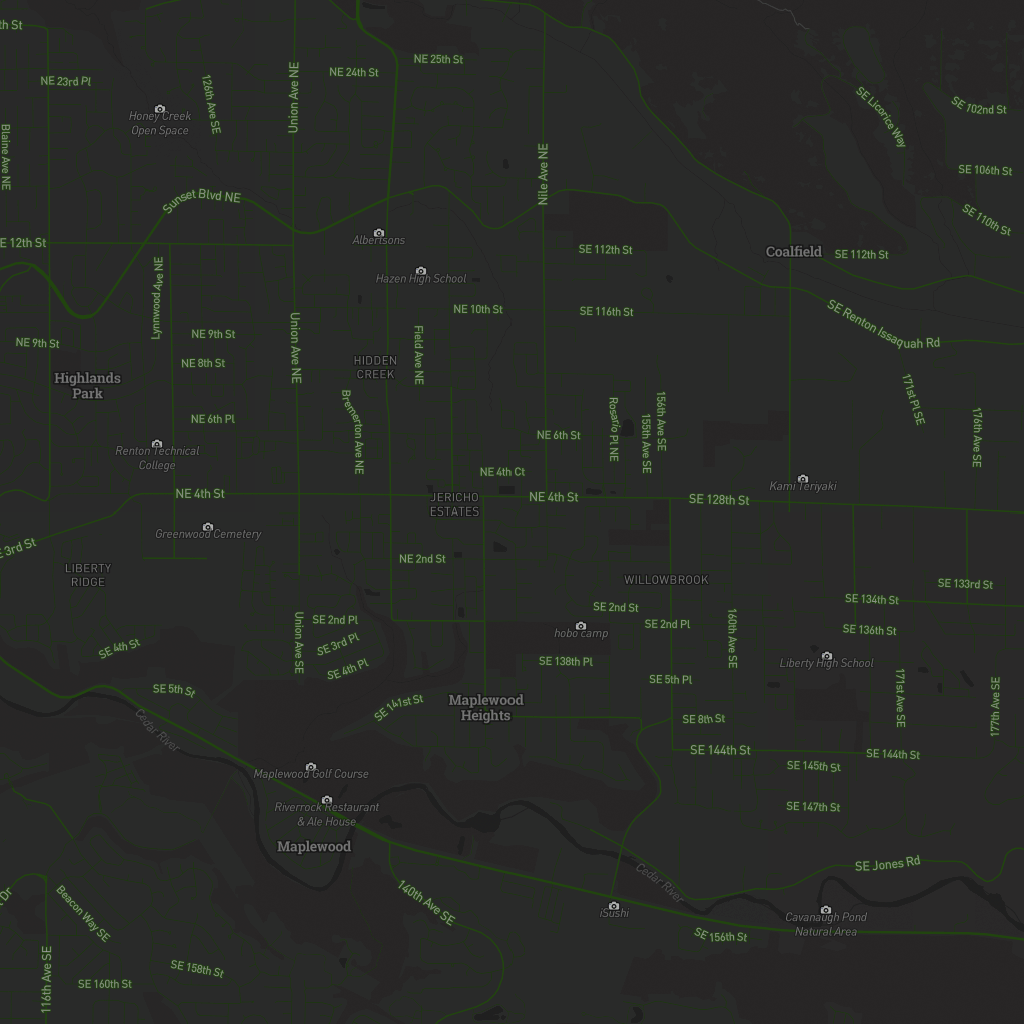 th St
NE 23rd Pl
126th Ave SE
Union Ave NE
NE 24th St
NE 25th St
SE Licorice Way
SE 102nd St
Honey Creek
Open Space
Blaine Ave NE
Nile Ave NE
SE 106th St
Sunset Blvd NE
SE 110th St
E 12th St
Albertsons
SE 112th St
Coalfield
SE 112th St
Lynnwood Ave NE
Hazen High School
NE 10th St
SE 116th St
SE Renton Issaquah Rd
NE 9th St
NE 9th St
Union Ave NE
Field Ave NE
NE 8th St
HIDDEN
CREEK
Highlands
Park
171st Pl SE
NE 6th Pl
Bremerton Ave NE
Rosario Pl NE
155th Ave SE
156th Ave SE
176th Ave SE
NE 6th St
Renton Technical
College
NE 4th Ct
Kami Teriyaki
NE 4th St
JERICHO
ESTATES
NE 4th St
SE 128th St
Greenwood Cemetery
E 3rd St
NE 2nd St
LIBERTY
RIDGE
WILLOWBROOK
SE 133rd St
SE 134th St
SE 2nd St
SE 2nd Pl
SE 2nd Pl
160th Ave SE
SE 136th St
hobo camp
Union Ave SE
SE 3rd Pl
SE 4th St
SE 4th Pl
SE 138th Pl
Liberty High School
SE 5th St
SE 5th Pl
171st Ave SE
177th Ave SE
SE 141st St
Maplewood
Heights
SE 8th St
Cedar River
SE 144th St
SE 144th St
SE 145th St
Maplewood Golf Course
Riverrock Restaurant
& Ale House
SE 147th St
Maplewood
SE Jones Rd
Cedar River
Dr
Beacon Way SE
140th Ave SE
iSushi
Cavanaugh Pond
Natural Area
SE 156th St
116th Ave SE
SE 158th St
SE 160th St